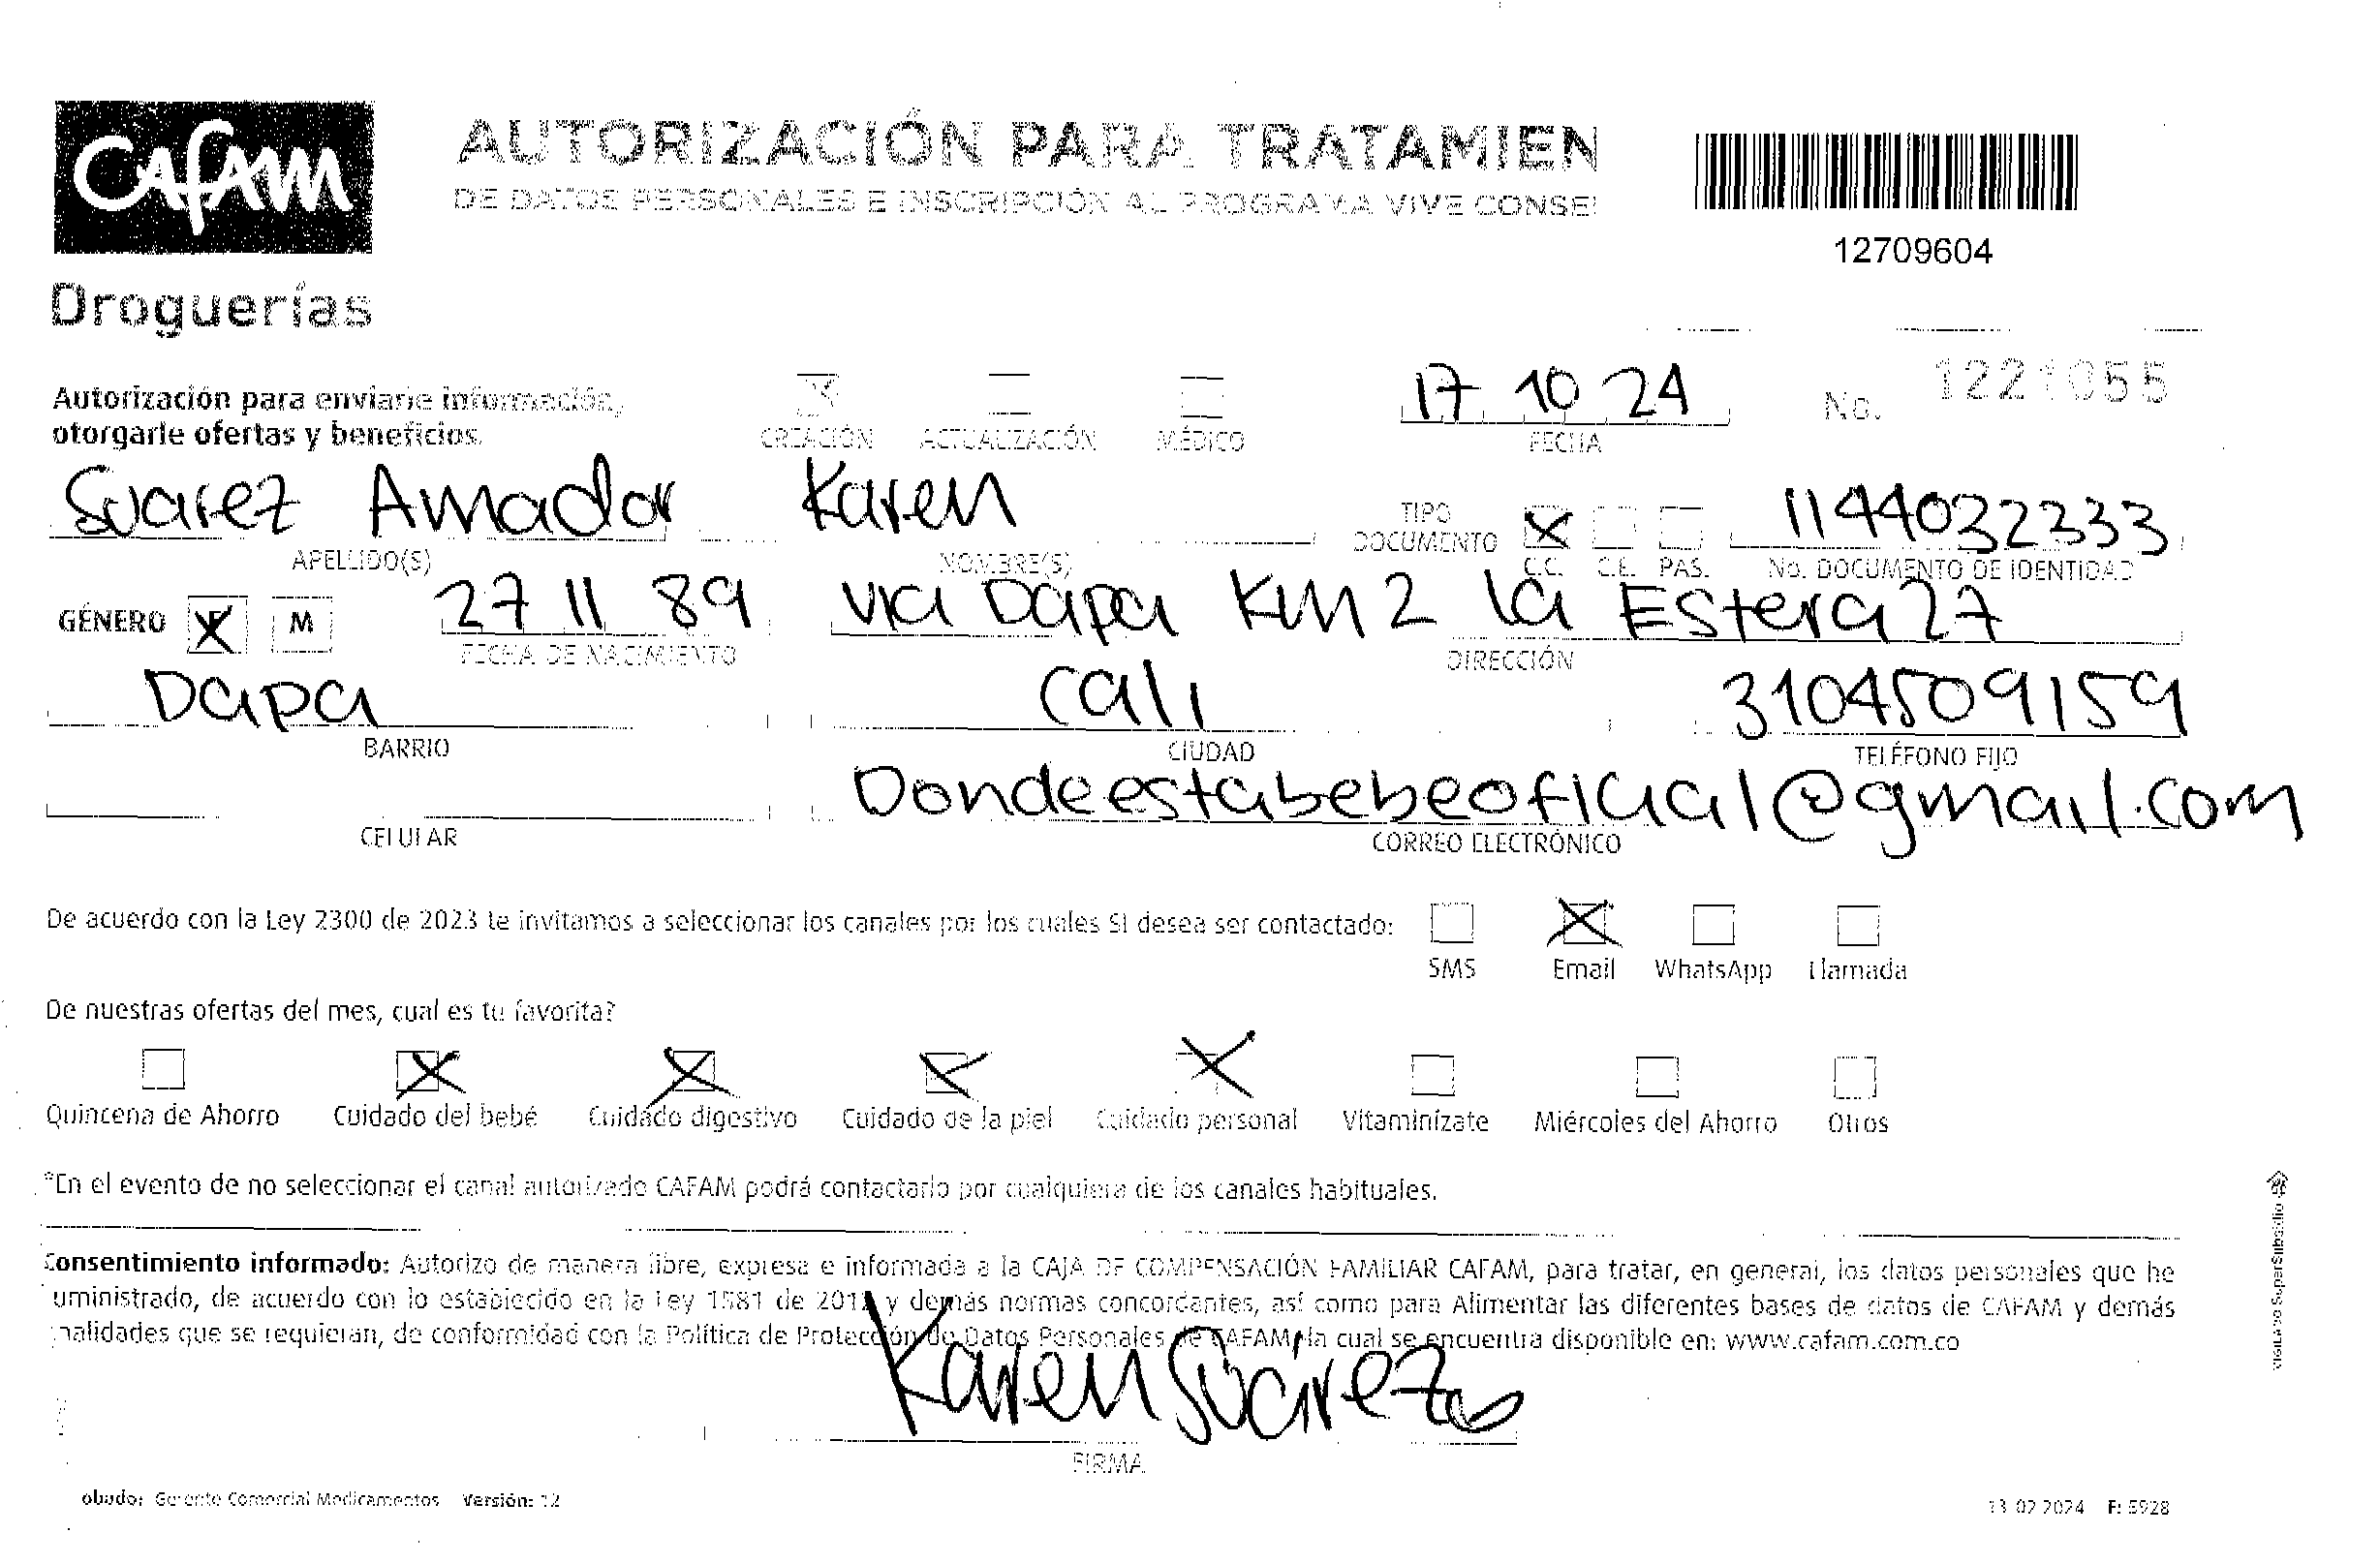 Cafam
Droguerías
AUTORIZACIÓN PARA TRATAMIEN
DE DATOS PERSONALES E INSCRIPCIÓN AL PROGRAMA VIVE CONSE
12709604
Autorización para enviarle información,
otorgarle ofertas y beneficios.
X CREACIÓN ACTUALIZACIÓN MÉDICO
17 10 24
FECHA
No. 1221055
Suarez Amador Karen
APELLIDO(S) NOMBRE(S)
TIPO DOCUMENTO X C.C. C.E. PAS.
1144032333
No. DOCUMENTO DE IDENTIDAD
GÉNERO X M
27 11 89
FECHA DE NACIMIENTO
via Dapa Km 2 la Estera 27
DIRECCIÓN
Dapa
BARRIO
Cali
CIUDAD
3104509159
TELÉFONO FIJO
CELULAR
Dondeestabebeoficial@gmail.com
CORREO ELECTRÓNICO
De acuerdo con la Ley 2300 de 2023 te invitamos a seleccionar los canales por los cuales SI desea ser contactado:
SMS X Email WhatsApp Llamada
De nuestras ofertas del mes, cual es tu favorita?
Quincena de Ahorro X Cuidado del bebé X Cuidado digestivo X Cuidado de la piel X Cuidado personal Vitaminízate Miércoles del Ahorro Otros
*En el evento de no seleccionar el canal autorizado CAFAM podrá contactarlo por cualquiera de los canales habituales.
Consentimiento informado: Autorizo de manera libre, expresa e informada a la CAJA DE COMPENSACIÓN FAMILIAR CAFAM, para tratar, en general, los datos personales que he
uministrado, de acuerdo con lo establecido en la Ley 1581 de 2012 y demás normas concordantes, así como para Alimentar las diferentes bases de datos de CAFAM y demás
nalidades que se requieran, de conformidad con la Política de Protección de Datos Personales de CAFAM, la cual se encuentra disponible en: www.cafam.com.co
Karen Suárez
FIRMA
obado: Gerente Comercial Medicamentos Versión: 12
13 02 2024 F: 5928
VIGILADO SuperSubsidio